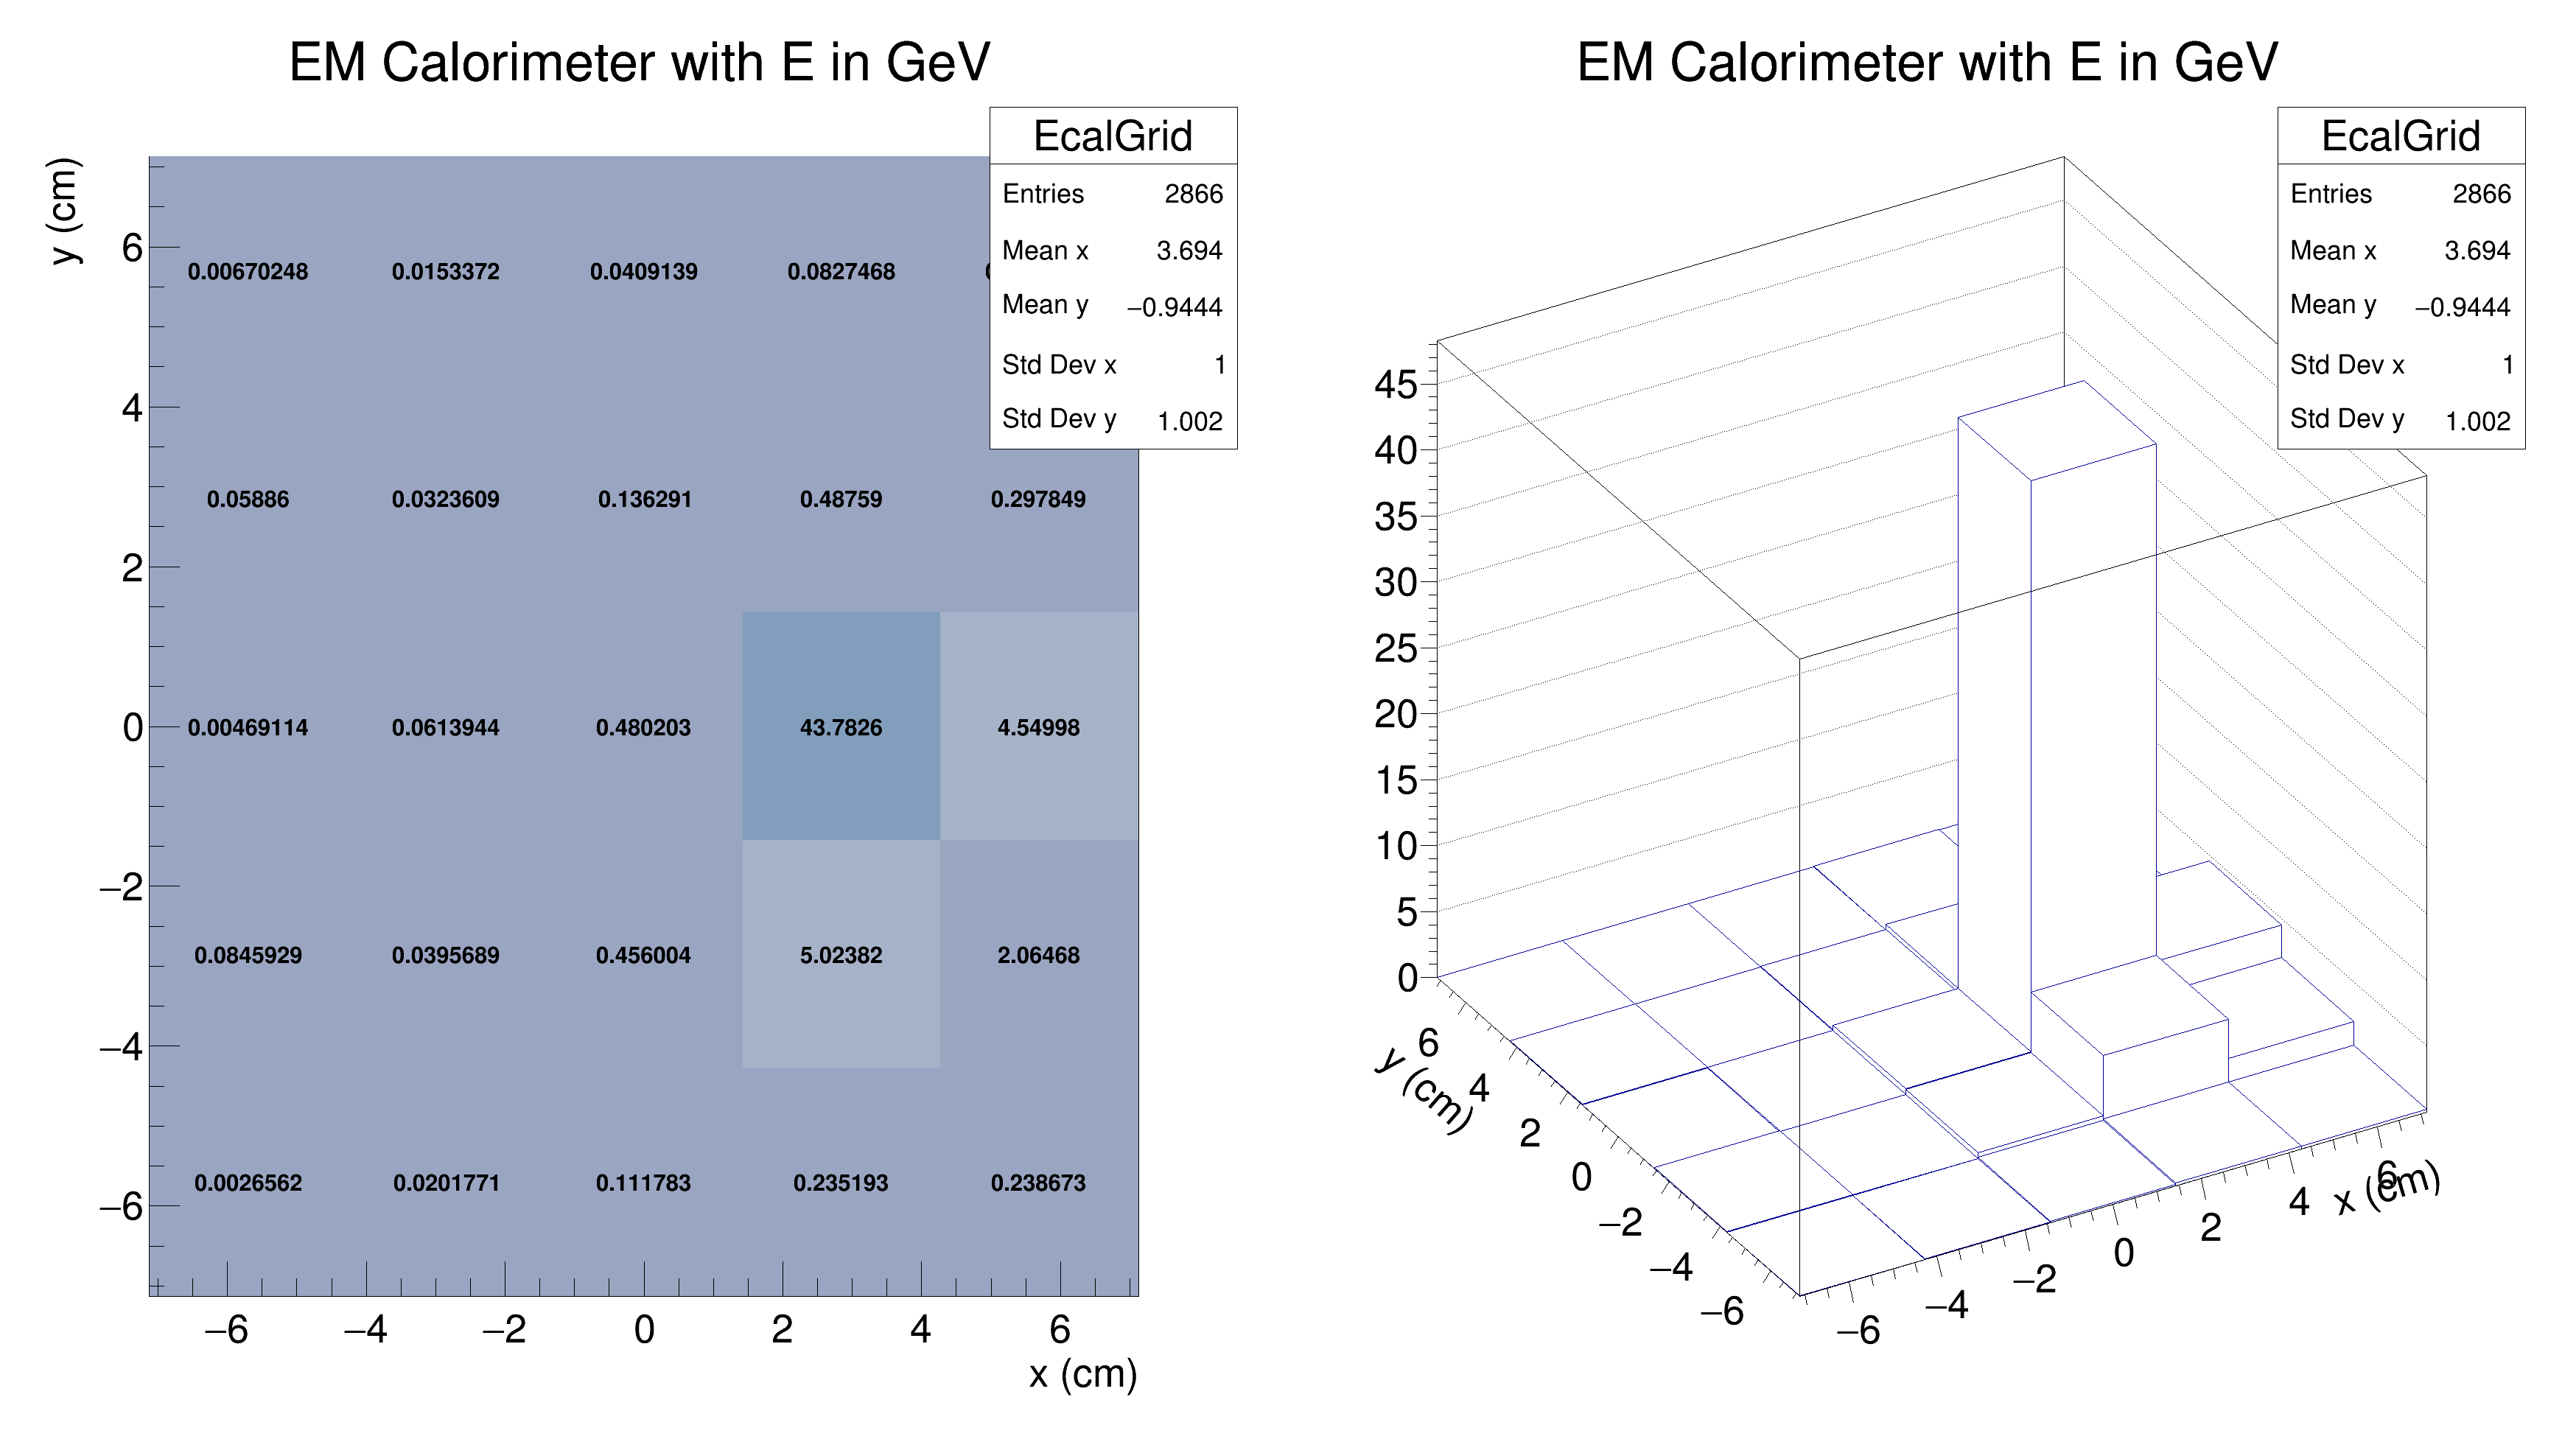 EM Calorimeter with E in GeV
EcalGrid
Entries 2866
Mean x 3.694
Mean y −0.9444
Std Dev x 1
Std Dev y 1.002
y (cm)
6
4
2
0
−2
−4
−6
0.00670248 0.0153372 0.0409139 0.0827468
0.05886 0.0323609 0.136291 0.48759 0.297849
0.00469114 0.0613944 0.480203 43.7826 4.54998
0.0845929 0.0395689 0.456004 5.02382 2.06468
0.0026562 0.0201771 0.111783 0.235193 0.238673
−6 −4 −2 0 2 4 6
x (cm)
EM Calorimeter with E in GeV
EcalGrid
Entries 2866
Mean x 3.694
Mean y −0.9444
Std Dev x 1
Std Dev y 1.002
45
40
35
30
25
20
15
10
5
0
y (cm)
6
4
2
0
−2
−4
−6
−6 −4 −2 0 2 4 6
x (cm)